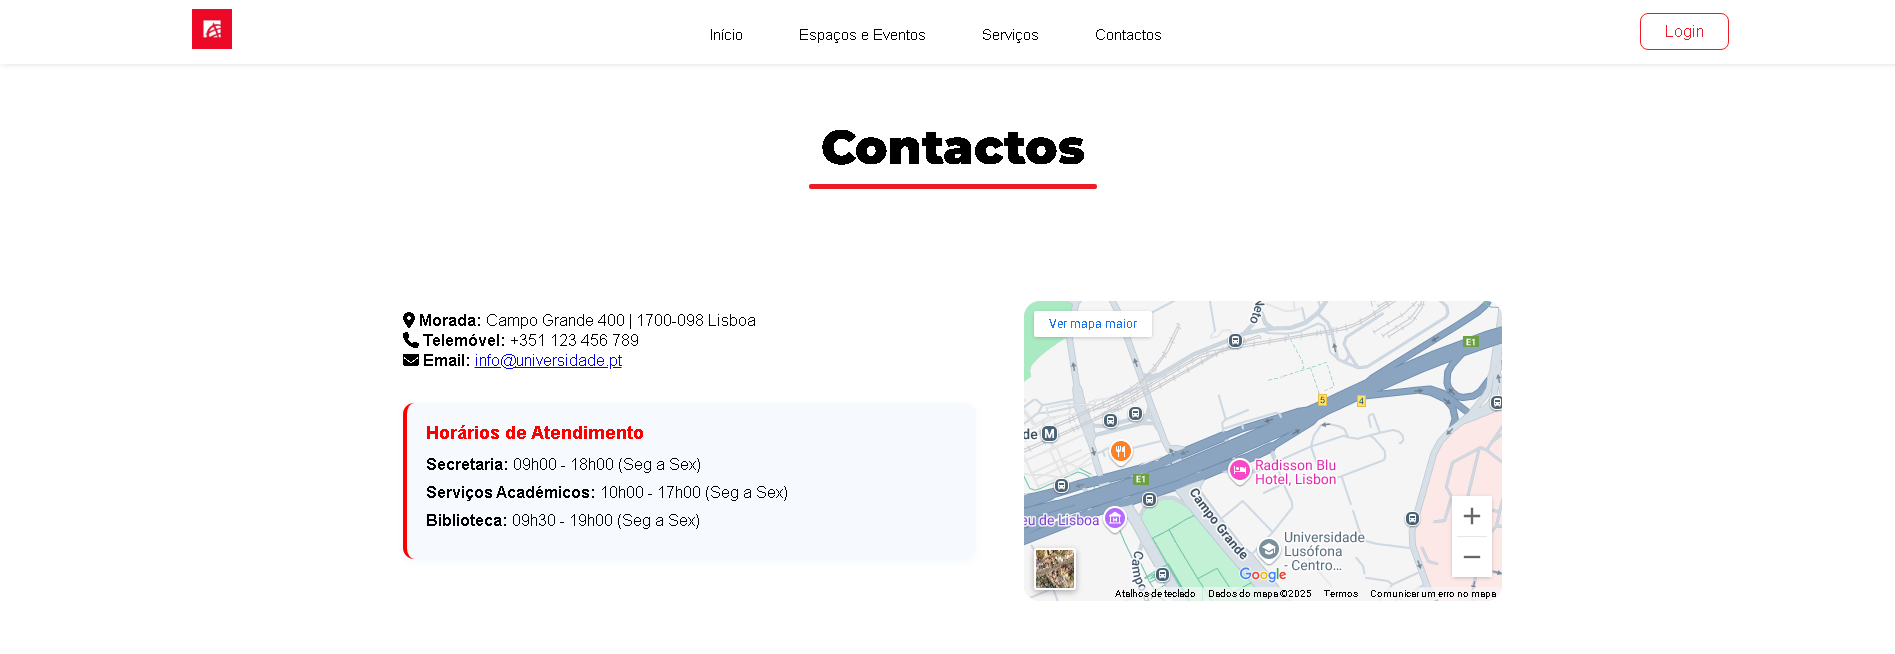 Início
Espaços e Eventos
Serviços
Contactos
Login
Contactos
Morada: Campo Grande 400 | 1700-098 Lisboa
Telemóvel: +351 123 456 789
Email: info@universidade.pt
Horários de Atendimento
Secretaria: 09h00 - 18h00 (Seg a Sex)
Serviços Académicos: 10h00 - 17h00 (Seg a Sex)
Biblioteca: 09h30 - 19h00 (Seg a Sex)
Ver mapa maior
E1
5
4
de M
Radisson Blu
Hotel, Lisbon
E1
eu de Lisboa
Campo Grande
Universidade
Lusófona
- Centro...
Campo
Google
Atalhos de teclado
Dados do mapa ©2025
Termos
Comunicar um erro no mapa